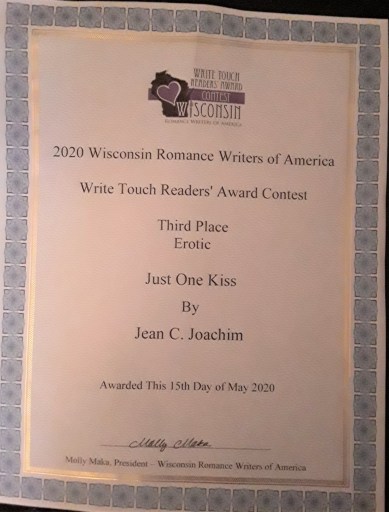 WRITE TOUCH
READERS' AWARD
CONTEST
WISCONSIN
ROMANCE WRITERS OF AMERICA
2020 Wisconsin Romance Writers of America
Write Touch Readers' Award Contest
Third Place
Erotic
Just One Kiss
By
Jean C. Joachim
Awarded This 15th Day of May 2020
Molly Maka
Molly Maka, President – Wisconsin Romance Writers of America